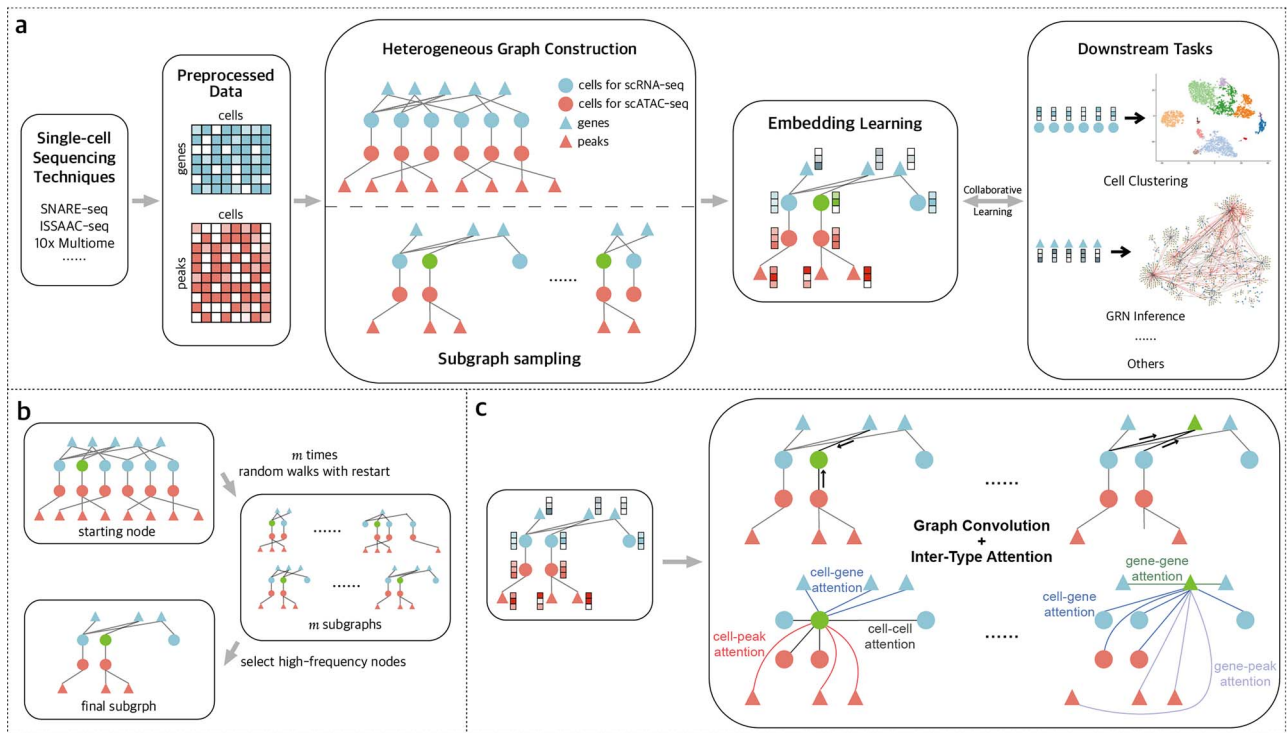 a
Single-cell
Sequencing
Techniques
SNARE-seq
ISSAAC-seq
10x Multiome
......
Preprocessed
Data
cells
genes
cells
peaks
Heterogeneous Graph Construction
cells for scRNA-seq
cells for scATAC-seq
genes
peaks
......
Subgraph sampling
Embedding Learning
Collaborative
Learning
Downstream Tasks
Cell Clustering
GRN Inference
......
Others
b
starting node
m times
random walks with restart
......
......
m subgraphs
select high-frequency nodes
final subgrph
c
......
Graph Convolution
+
Inter-Type Attention
cell-gene
attention
cell-peak
attention
cell-cell
attention
......
gene-gene
attention
cell-gene
attention
gene-peak
attention